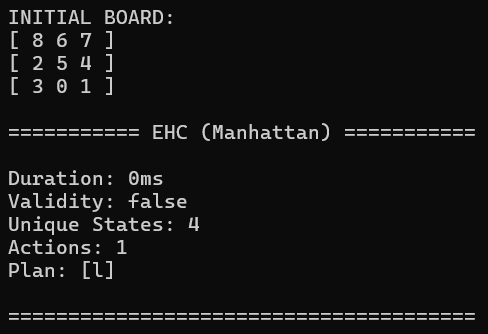 INITIAL BOARD:
[ 8 6 7 ]
[ 2 5 4 ]
[ 3 0 1 ]
=========== EHC (Manhattan) ===========
Duration: 0ms
Validity: false
Unique States: 4
Actions: 1
Plan: [l]
=======================================